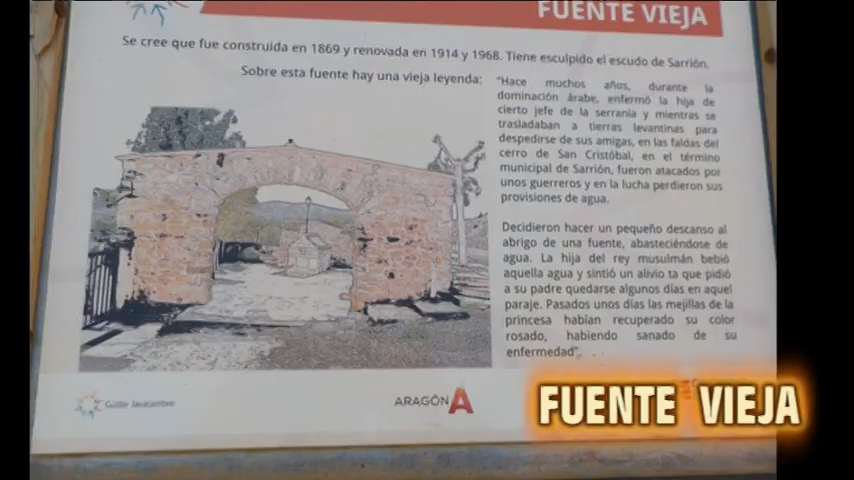 FUENTE VIEJA
Se cree que fue construida en 1869 y renovada en 1914 y 1968. Tiene esculpido el escudo de Sarrión.
Sobre esta fuente hay una vieja leyenda:
"Hace muchos años, durante la
dominación árabe, enfermó la hija de
cierto jefe de la serranía y mientras se
trasladaban a tierras levantinas para
despedirse de sus amigas, en las faldas del
cerro de San Cristóbal, en el término
municipal de Sarrión, fueron atacados por
unos guerreros y en la lucha perdieron sus
provisiones de agua.
Decidieron hacer un pequeño descanso al
abrigo de una fuente, abasteciéndose de
agua. La hija del rey musulmán bebió
aquella agua y sintió un alivio ta que pidió
a su padre quedarse algunos días en aquel
paraje. Pasados unos días las mejillas de la
princesa habían recuperado su color
rosado, habiendo sanado de su
enfermedad".
Gúdar Javalambre
ARAGÓN A
FUENTE VIEJA